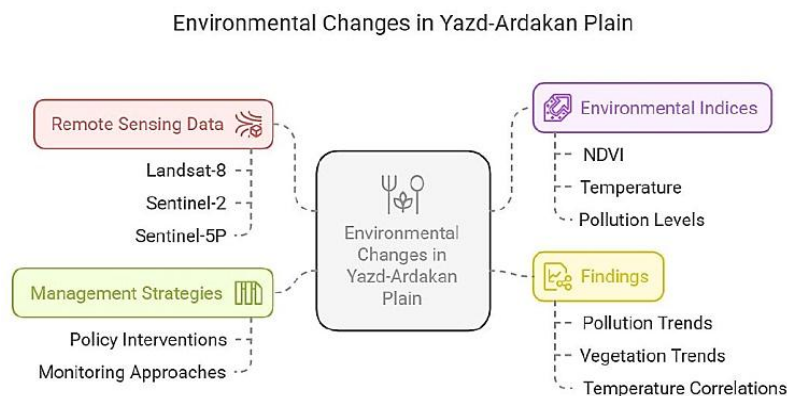 Environmental Changes in Yazd-Ardakan Plain
Remote Sensing Data
Landsat-8
Sentinel-2
Sentinel-5P
Management Strategies
Policy Interventions
Monitoring Approaches
Environmental
Changes in
Yazd-Ardakan
Plain
Environmental Indices
NDVI
Temperature
Pollution Levels
Findings
Pollution Trends
Vegetation Trends
Temperature Correlations